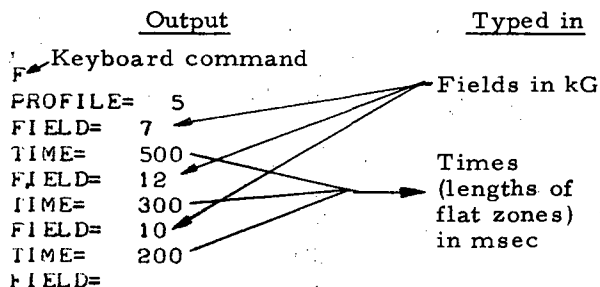 Output Typed in
F Keyboard command
PROFILE= 5 Fields in kG
FIELD= 7
TIME= 500 Times
FIELD= 12 (lengths of
TIME= 300 flat zones)
FIELD= 10 in msec
TIME= 200
FIELD=